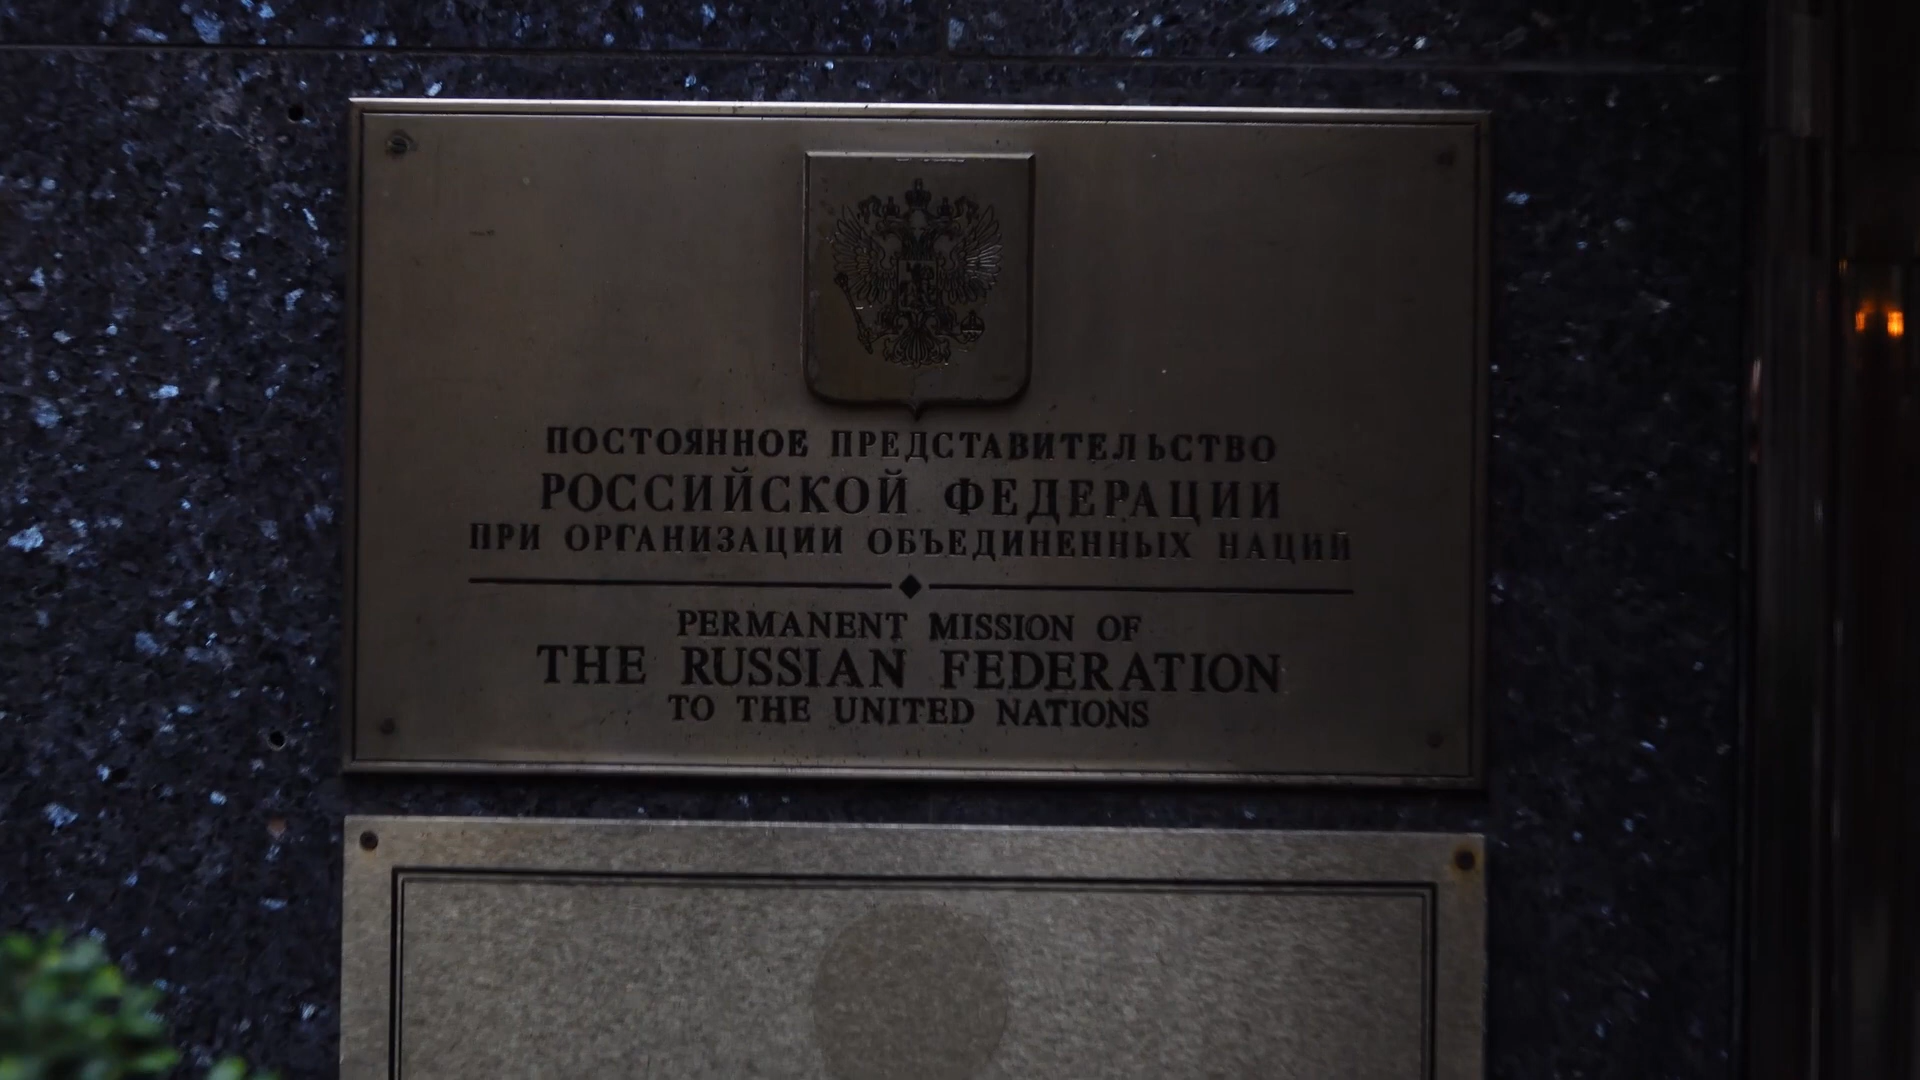 ПОСТОЯННОЕ ПРЕДСТАВИТЕЛЬСТВО
РОССИЙСКОЙ ФЕДЕРАЦИИ
ПРИ ОРГАНИЗАЦИИ ОБЪЕДИНЕННЫХ НАЦИЙ
PERMANENT MISSION OF
THE RUSSIAN FEDERATION
TO THE UNITED NATIONS